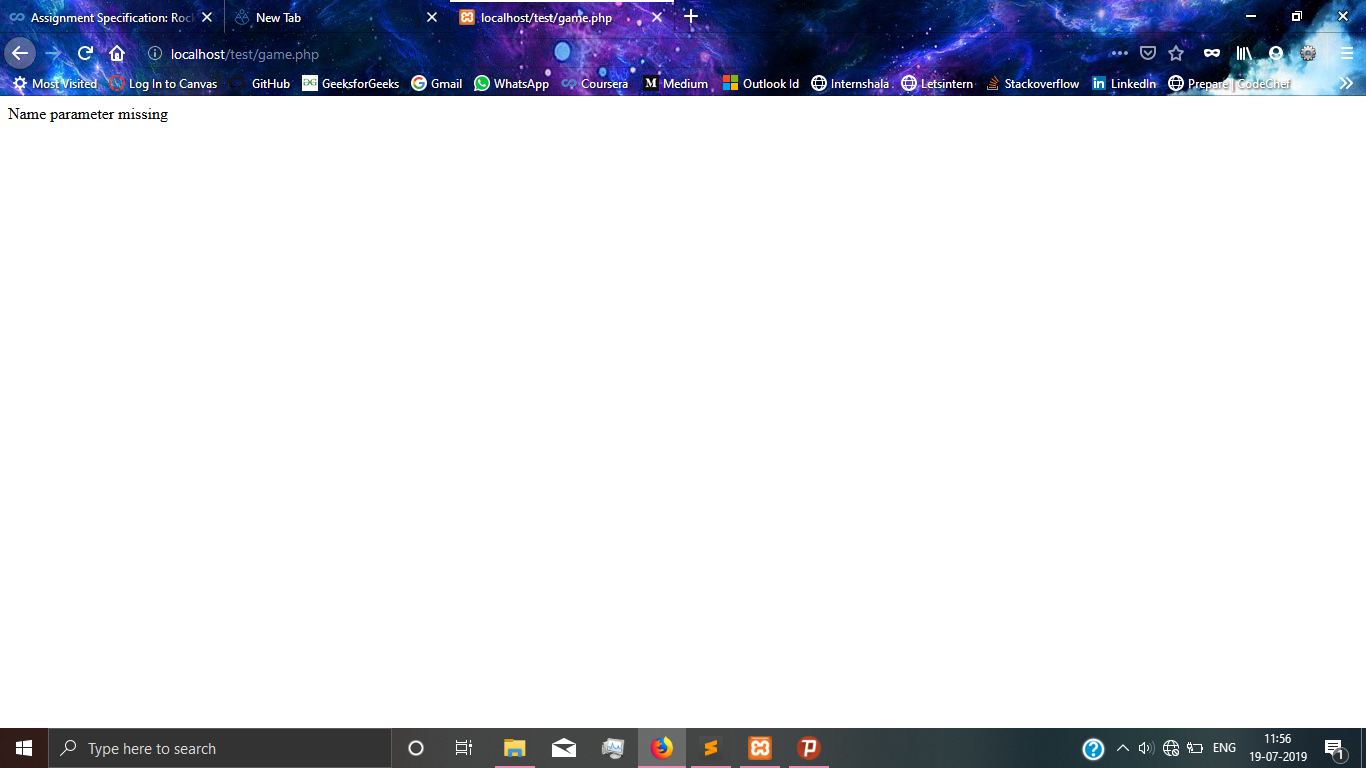 Assignment Specification: Rock
New Tab
localhost/test/game.php
localhost/test/game.php
Most Visited
Log In to Canvas
GitHub
GeeksforGeeks
Gmail
WhatsApp
Coursera
Medium
Outlook Id
Internshala
Letsintern
Stackoverflow
LinkedIn
Prepare | CodeChef
Name parameter missing
Type here to search
ENG
11:56
19-07-2019
1